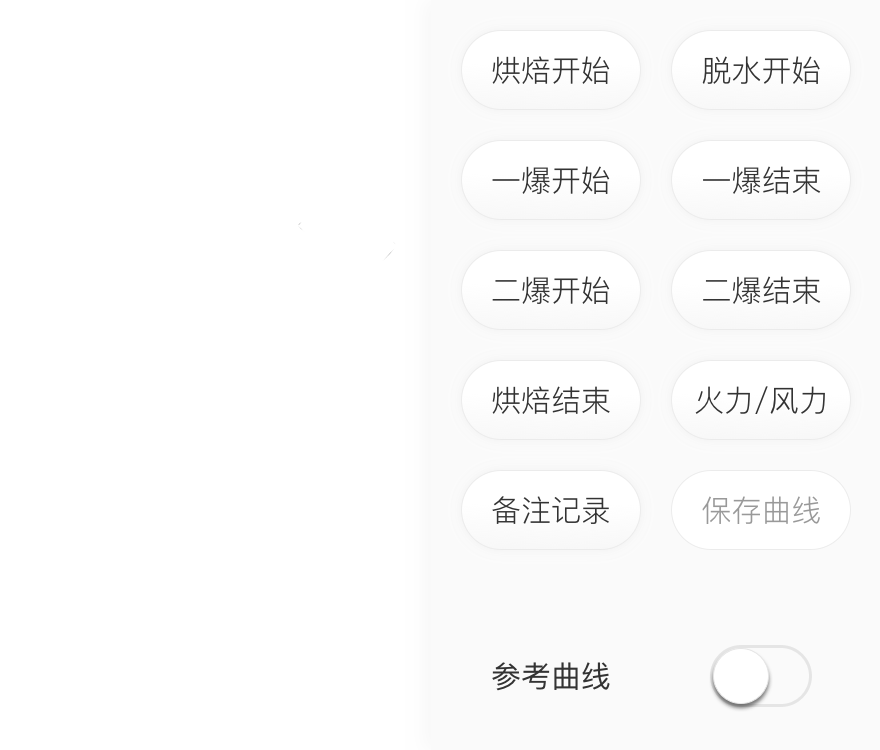 烘焙开始 脱水开始
一爆开始 一爆结束
二爆开始 二爆结束
烘焙结束 火力/风力
备注记录 保存曲线
参考曲线